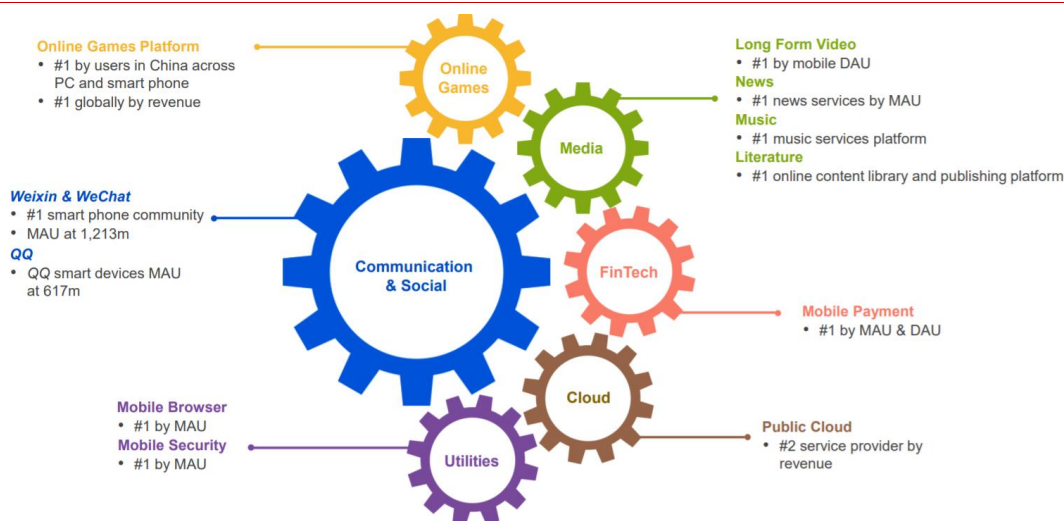 Online Games Platform
• #1 by users in China across
PC and smart phone
• #1 globally by revenue
Online
Games
Long Form Video
• #1 by mobile DAU
News
• #1 news services by MAU
Music
• #1 music services platform
Literature
• #1 online content library and publishing platform
Media
Weixin & WeChat
• #1 smart phone community
• MAU at 1,213m
QQ
• QQ smart devices MAU
at 617m
Communication
& Social
FinTech
Mobile Payment
• #1 by MAU & DAU
Cloud
Public Cloud
• #2 service provider by
revenue
Mobile Browser
• #1 by MAU
Mobile Security
• #1 by MAU
Utilities